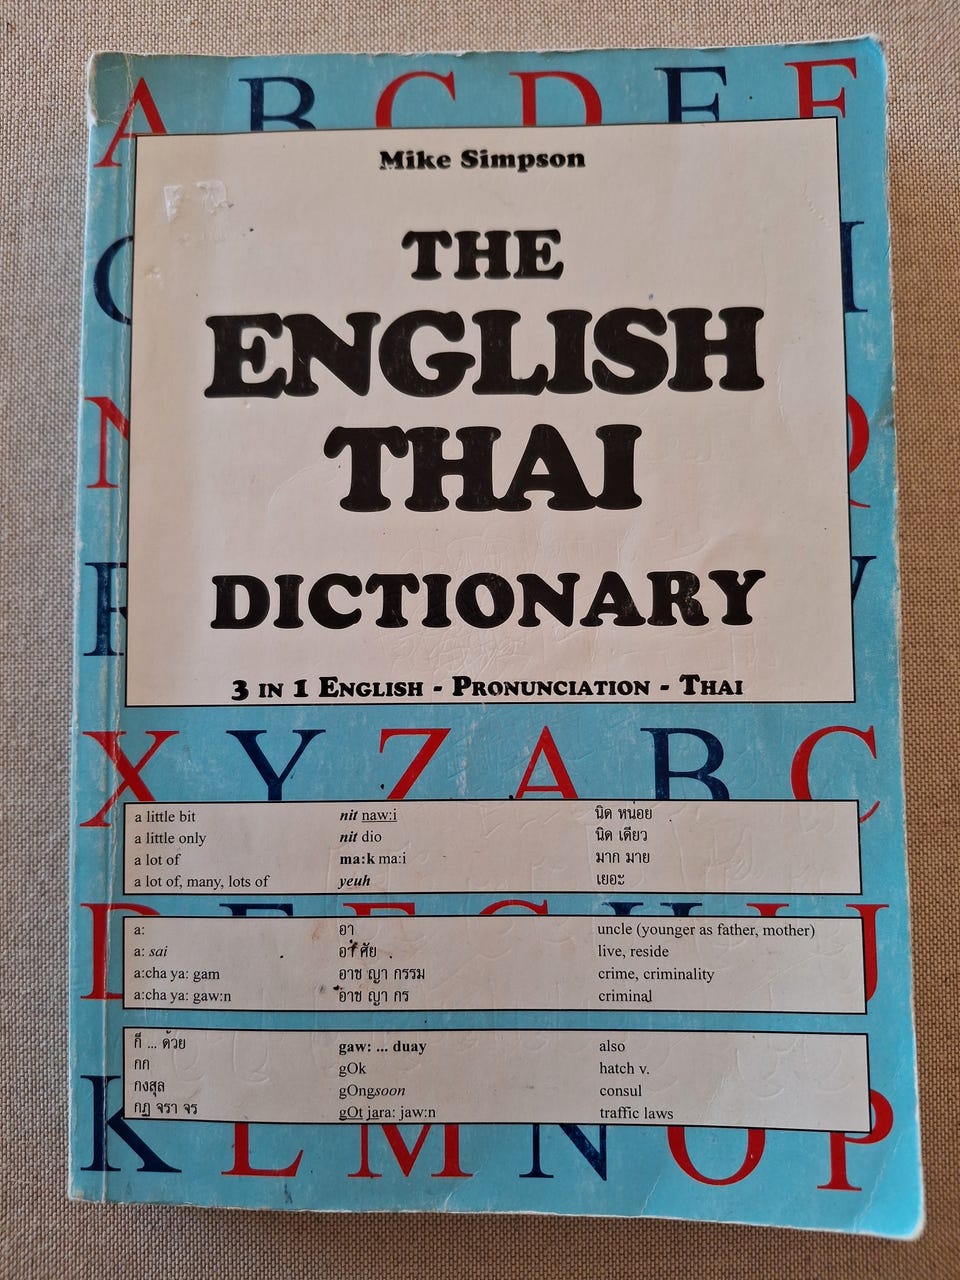 A B C D E F
Mike Simpson
THE
ENGLISH
THAI
DICTIONARY
3 IN 1 ENGLISH - PRONUNCIATION - THAI
X Y Z A B C
a little bit nit naw:i นิด หน่อย
a little only nit dio นิด เดียว
a lot of ma:k ma:i มาก มาย
a lot of, many, lots of yeuh เยอะ
a: อา uncle (younger as father, mother)
a: sai อา ศัย live, reside
a:cha ya: gam อาช ญา กรรม crime, criminality
a:cha ya: gaw:n อาช ญา กร criminal
ก็ ... ด้วย gaw: ... duay also
กก gOk hatch v.
กงสุล gOngsoon consul
กฎ จรา จร gOt jara: jaw:n traffic laws
K L M N O P